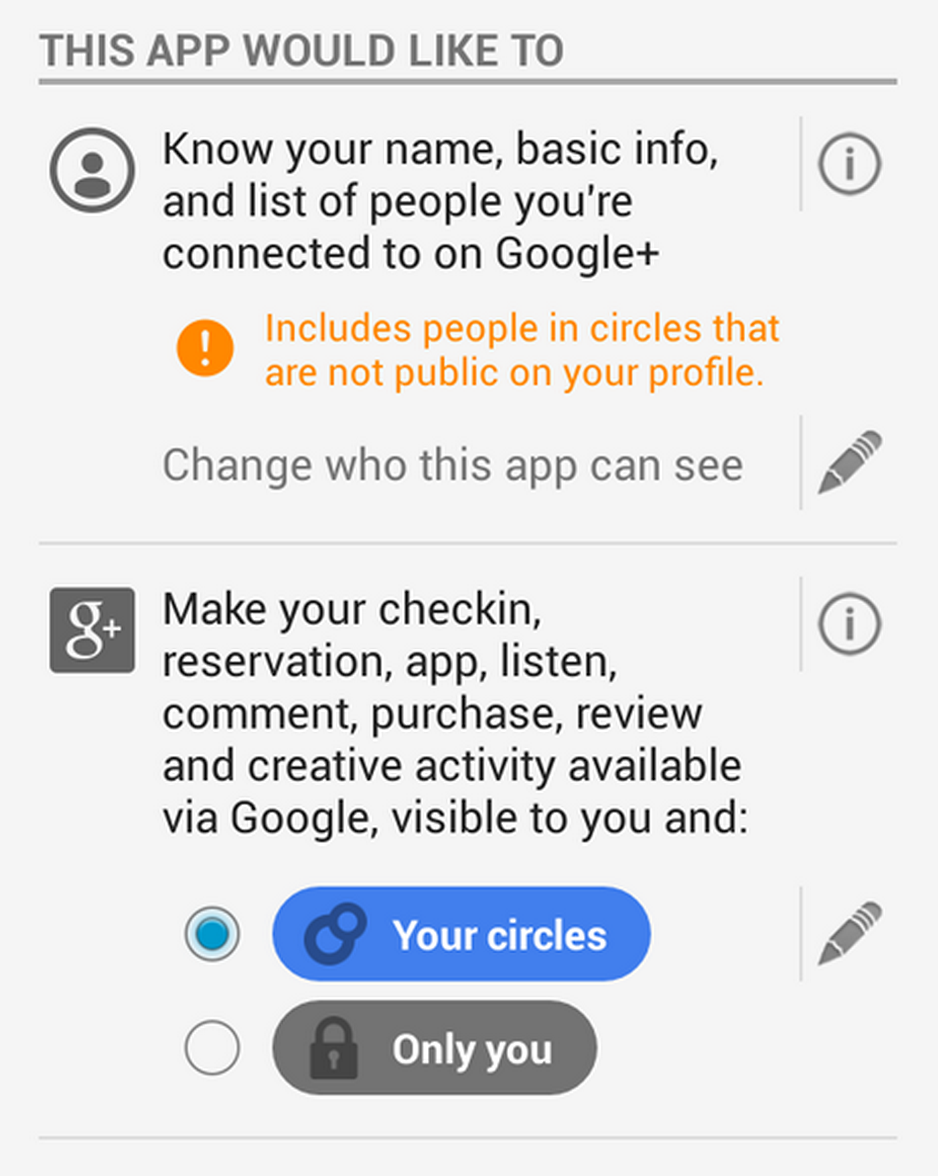 THIS APP WOULD LIKE TO
Know your name, basic info,
and list of people you're
connected to on Google+
Includes people in circles that
are not public on your profile.
Change who this app can see
g+
Make your checkin,
reservation, app, listen,
comment, purchase, review
and creative activity available
via Google, visible to you and:
Your circles
Only you